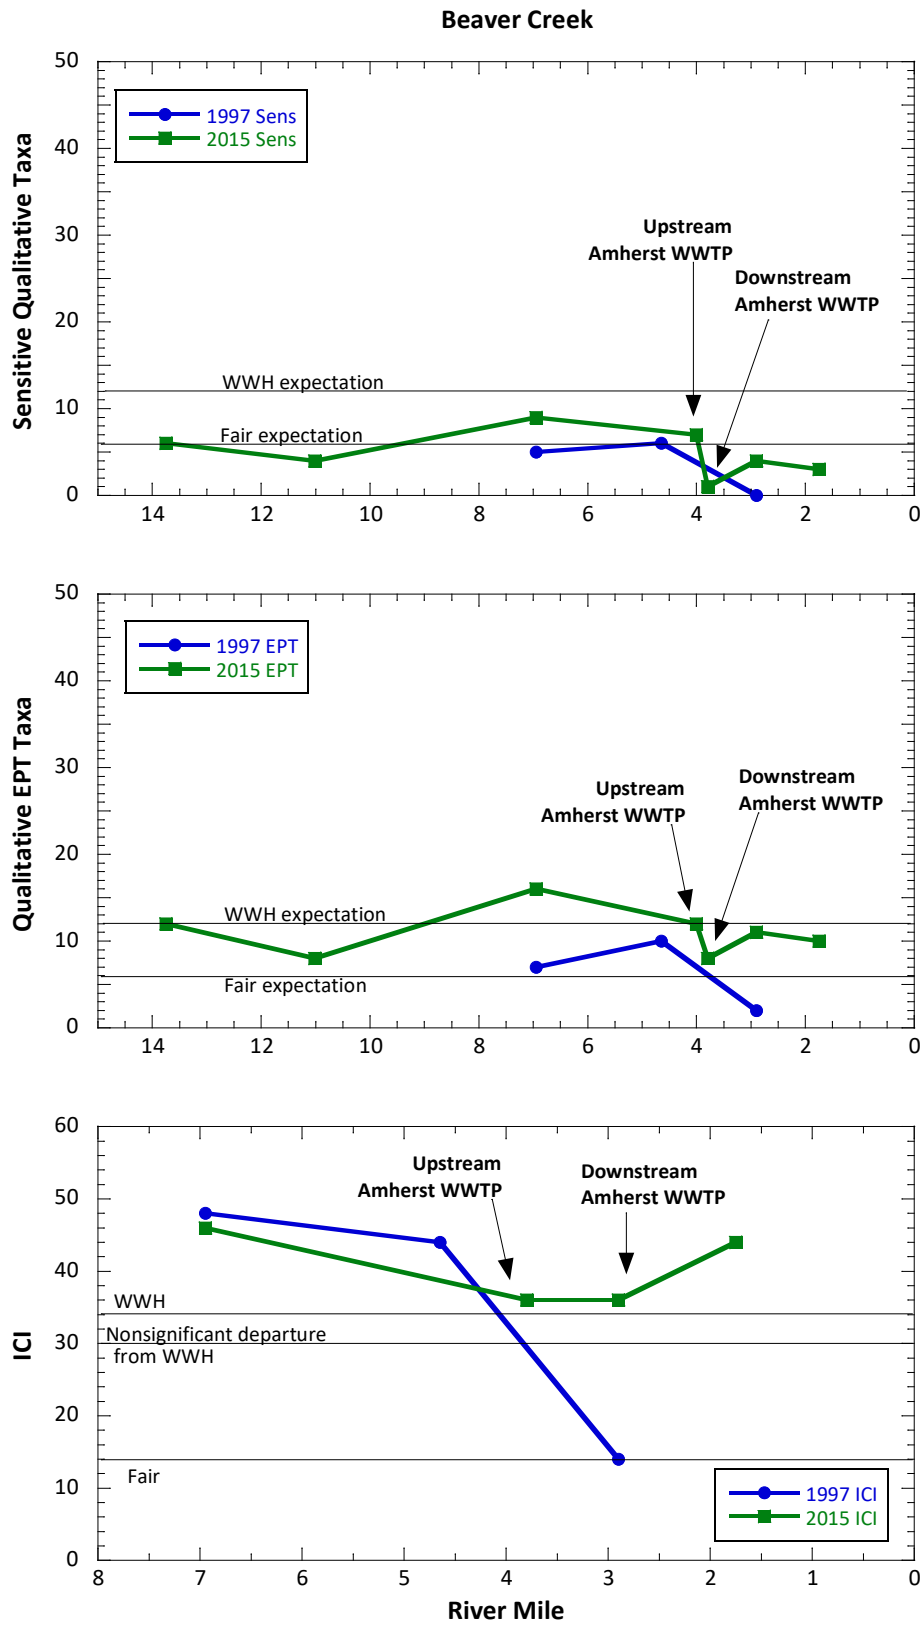 Beaver Creek
Sensitive Qualitative Taxa
50
40
30
20
10
0
1997 Sens
2015 Sens
Upstream
Amherst WWTP
Downstream
Amherst WWTP
WWH expectation
Fair expectation
14 12 10 8 6 4 2 0
Qualitative EPT Taxa
50
40
30
20
10
0
1997 EPT
2015 EPT
Upstream
Amherst WWTP
Downstream
Amherst WWTP
WWH expectation
Fair expectation
14 12 10 8 6 4 2 0
ICI
60
50
40
30
20
10
0
Upstream
Amherst WWTP
Downstream
Amherst WWTP
WWH
Nonsignificant departure
from WWH
Fair
1997 ICI
2015 ICI
8 7 6 5 4 3 2 1 0
River Mile